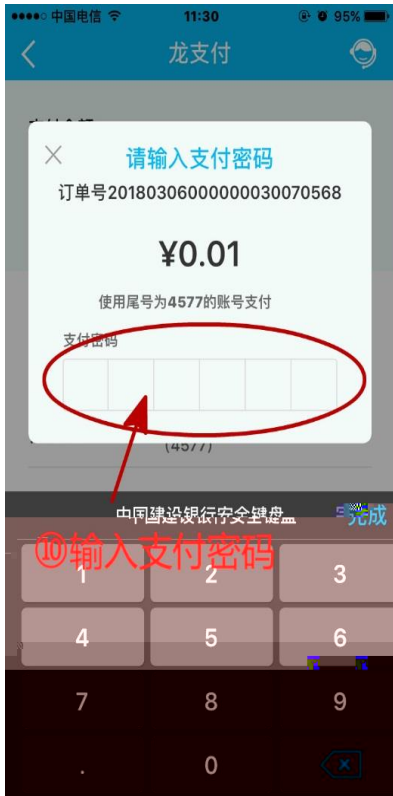 中国电信 11:30 95%
龙支付
请输入支付密码
订单号20180306000000030070568
¥0.01
使用尾号为4577的账号支付
支付密码
(4577)
中国建设银行安全键盘 完成
⑩输入支付密码
1 2 3
4 5 6
7 8 9
. 0